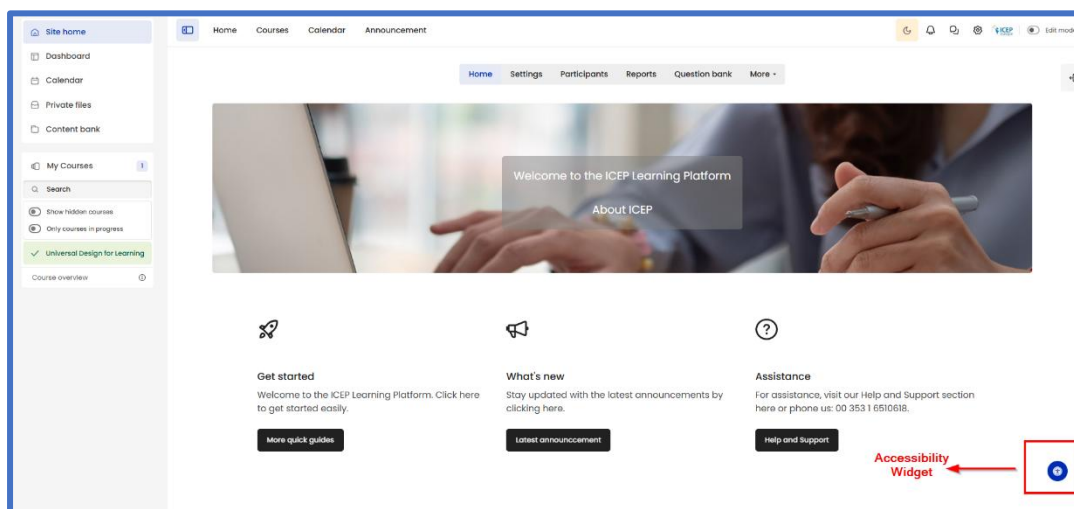 Site home
Dashboard
Calendar
Private files
Content bank
My Courses 1
Search
Show hidden courses
Only courses in progress
Universal Design for Learning
Course overview
Home Courses Calendar Announcement
ICEP
Edit mode
Home Settings Participants Reports Question bank More
Welcome to the ICEP Learning Platform
About ICEP
Get started
Welcome to the ICEP Learning Platform. Click here
to get started easily.
More quick guides
What's new
Stay updated with the latest announcements by
clicking here.
Latest announccement
Assistance
For assistance, visit our Help and Support section
here or phone us: 00 353 1 6510618.
Help and Support
Accessibility
Widget